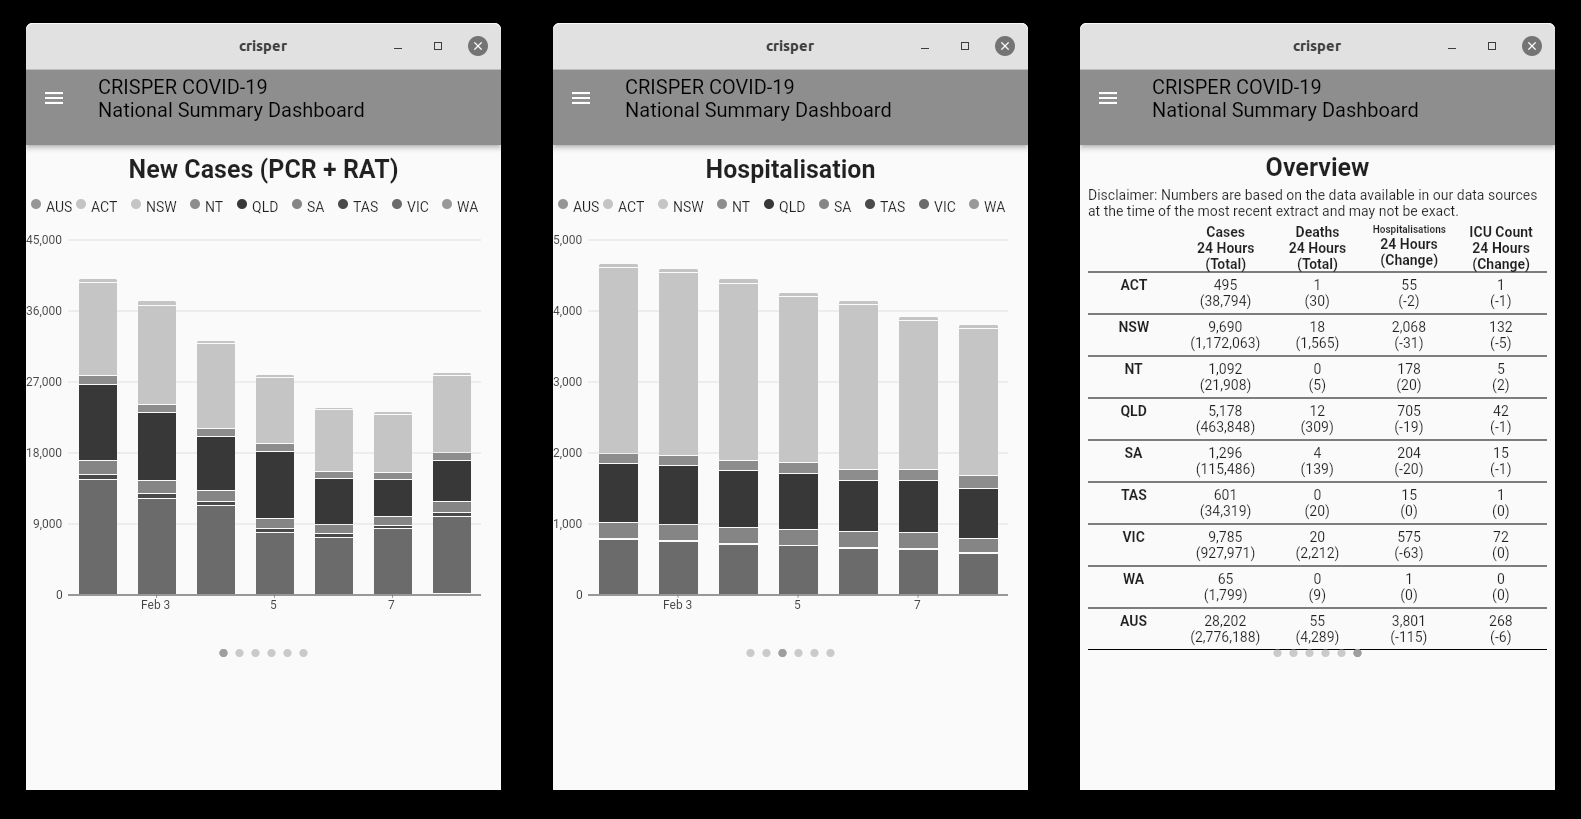 crisper
CRISPER COVID-19
National Summary Dashboard
New Cases (PCR + RAT)
AUS ACT NSW NT QLD SA TAS VIC WA
45,000
36,000
27,000
18,000
9,000
0
Feb 3 5 7
crisper
CRISPER COVID-19
National Summary Dashboard
Hospitalisation
AUS ACT NSW NT QLD SA TAS VIC WA
5,000
4,000
3,000
2,000
1,000
0
Feb 3 5 7
crisper
CRISPER COVID-19
National Summary Dashboard
Overview
Disclaimer: Numbers are based on the data available in our data sources
at the time of the most recent extract and may not be exact.
Cases Deaths Hospitalisations ICU Count
24 Hours 24 Hours 24 Hours 24 Hours
(Total) (Total) (Change) (Change)
ACT 495 1 55 1
(38,794) (30) (-2) (-1)
NSW 9,690 18 2,068 132
(1,172,063) (1,565) (-31) (-5)
NT 1,092 0 178 5
(21,908) (5) (20) (2)
QLD 5,178 12 705 42
(463,848) (309) (-19) (-1)
SA 1,296 4 204 15
(115,486) (139) (-20) (-1)
TAS 601 0 15 1
(34,319) (20) (0) (0)
VIC 9,785 20 575 72
(927,971) (2,212) (-63) (0)
WA 65 0 1 0
(1,799) (9) (0) (0)
AUS 28,202 55 3,801 268
(2,776,188) (4,289) (-115) (-6)